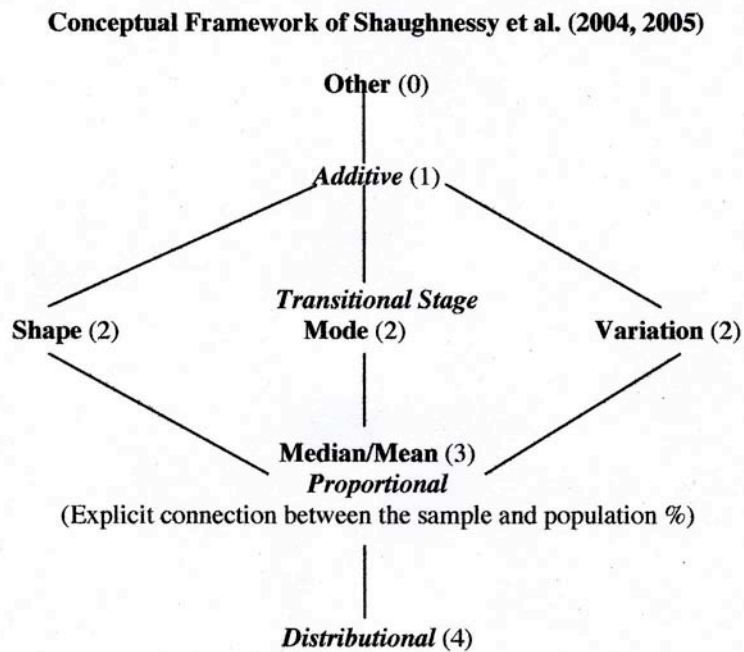 Conceptual Framework of Shaughnessy et al. (2004, 2005)
Other (0)
Additive (1)
Transitional Stage
Shape (2) Mode (2) Variation (2)
Median/Mean (3)
Proportional
(Explicit connection between the sample and population %)
Distributional (4)